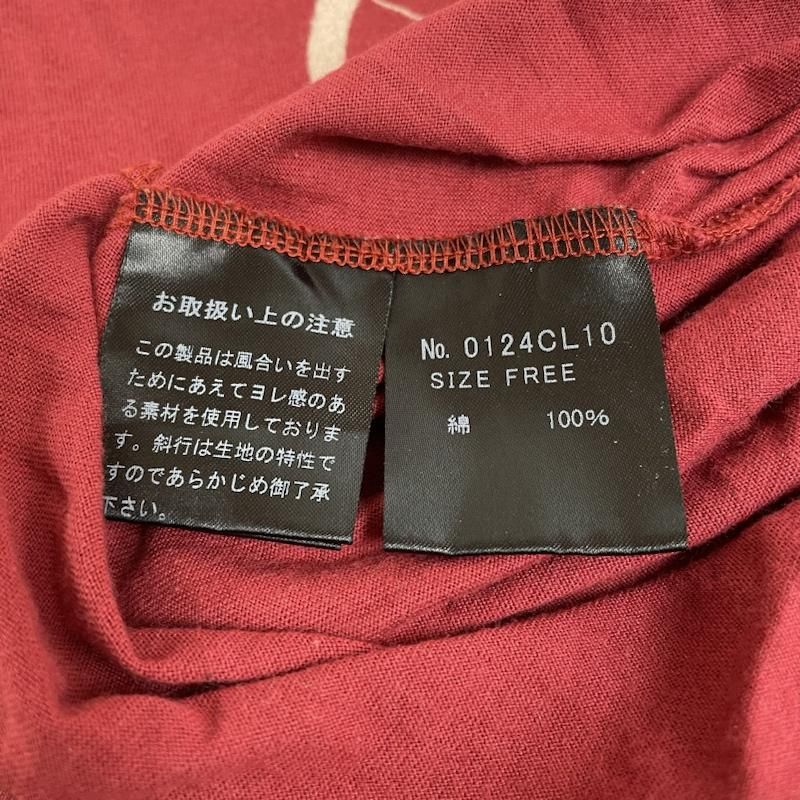 お取扱い上の注意
この製品は風合いを出す
ためにあえてヨレ感のあ
る素材を使用しておりま
す。斜行は生地の特性で
すのであらかじめ御了承
下さい。
No. 0124CL10
SIZE FREE
綿 100%